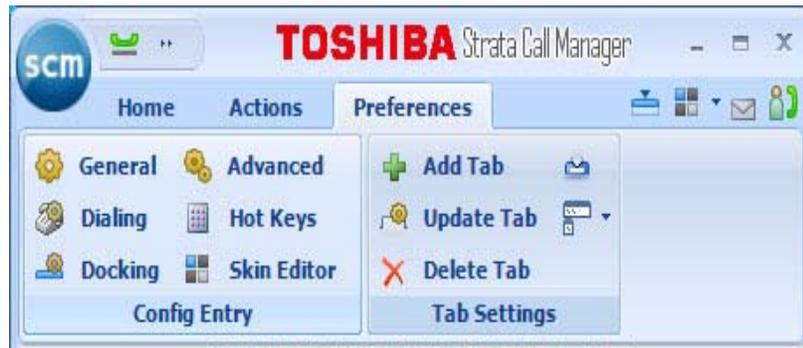 scm
TOSHIBA Strata Call Manager
Home Actions Preferences
General Advanced Add Tab
Dialing Hot Keys Update Tab
Docking Skin Editor Delete Tab
Config Entry Tab Settings